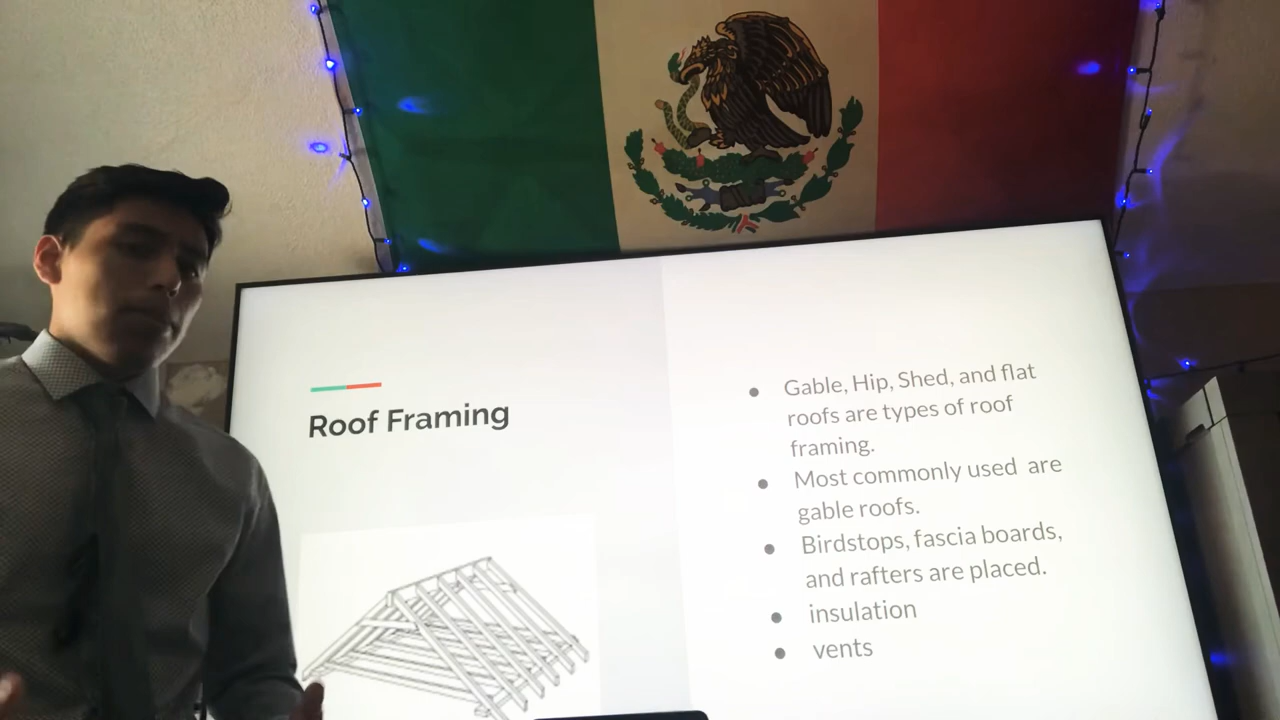 Roof Framing
Gable, Hip, Shed, and flat
roofs are types of roof
framing.
Most commonly used are
gable roofs.
Birdstops, fascia boards,
and rafters are placed.
insulation
vents